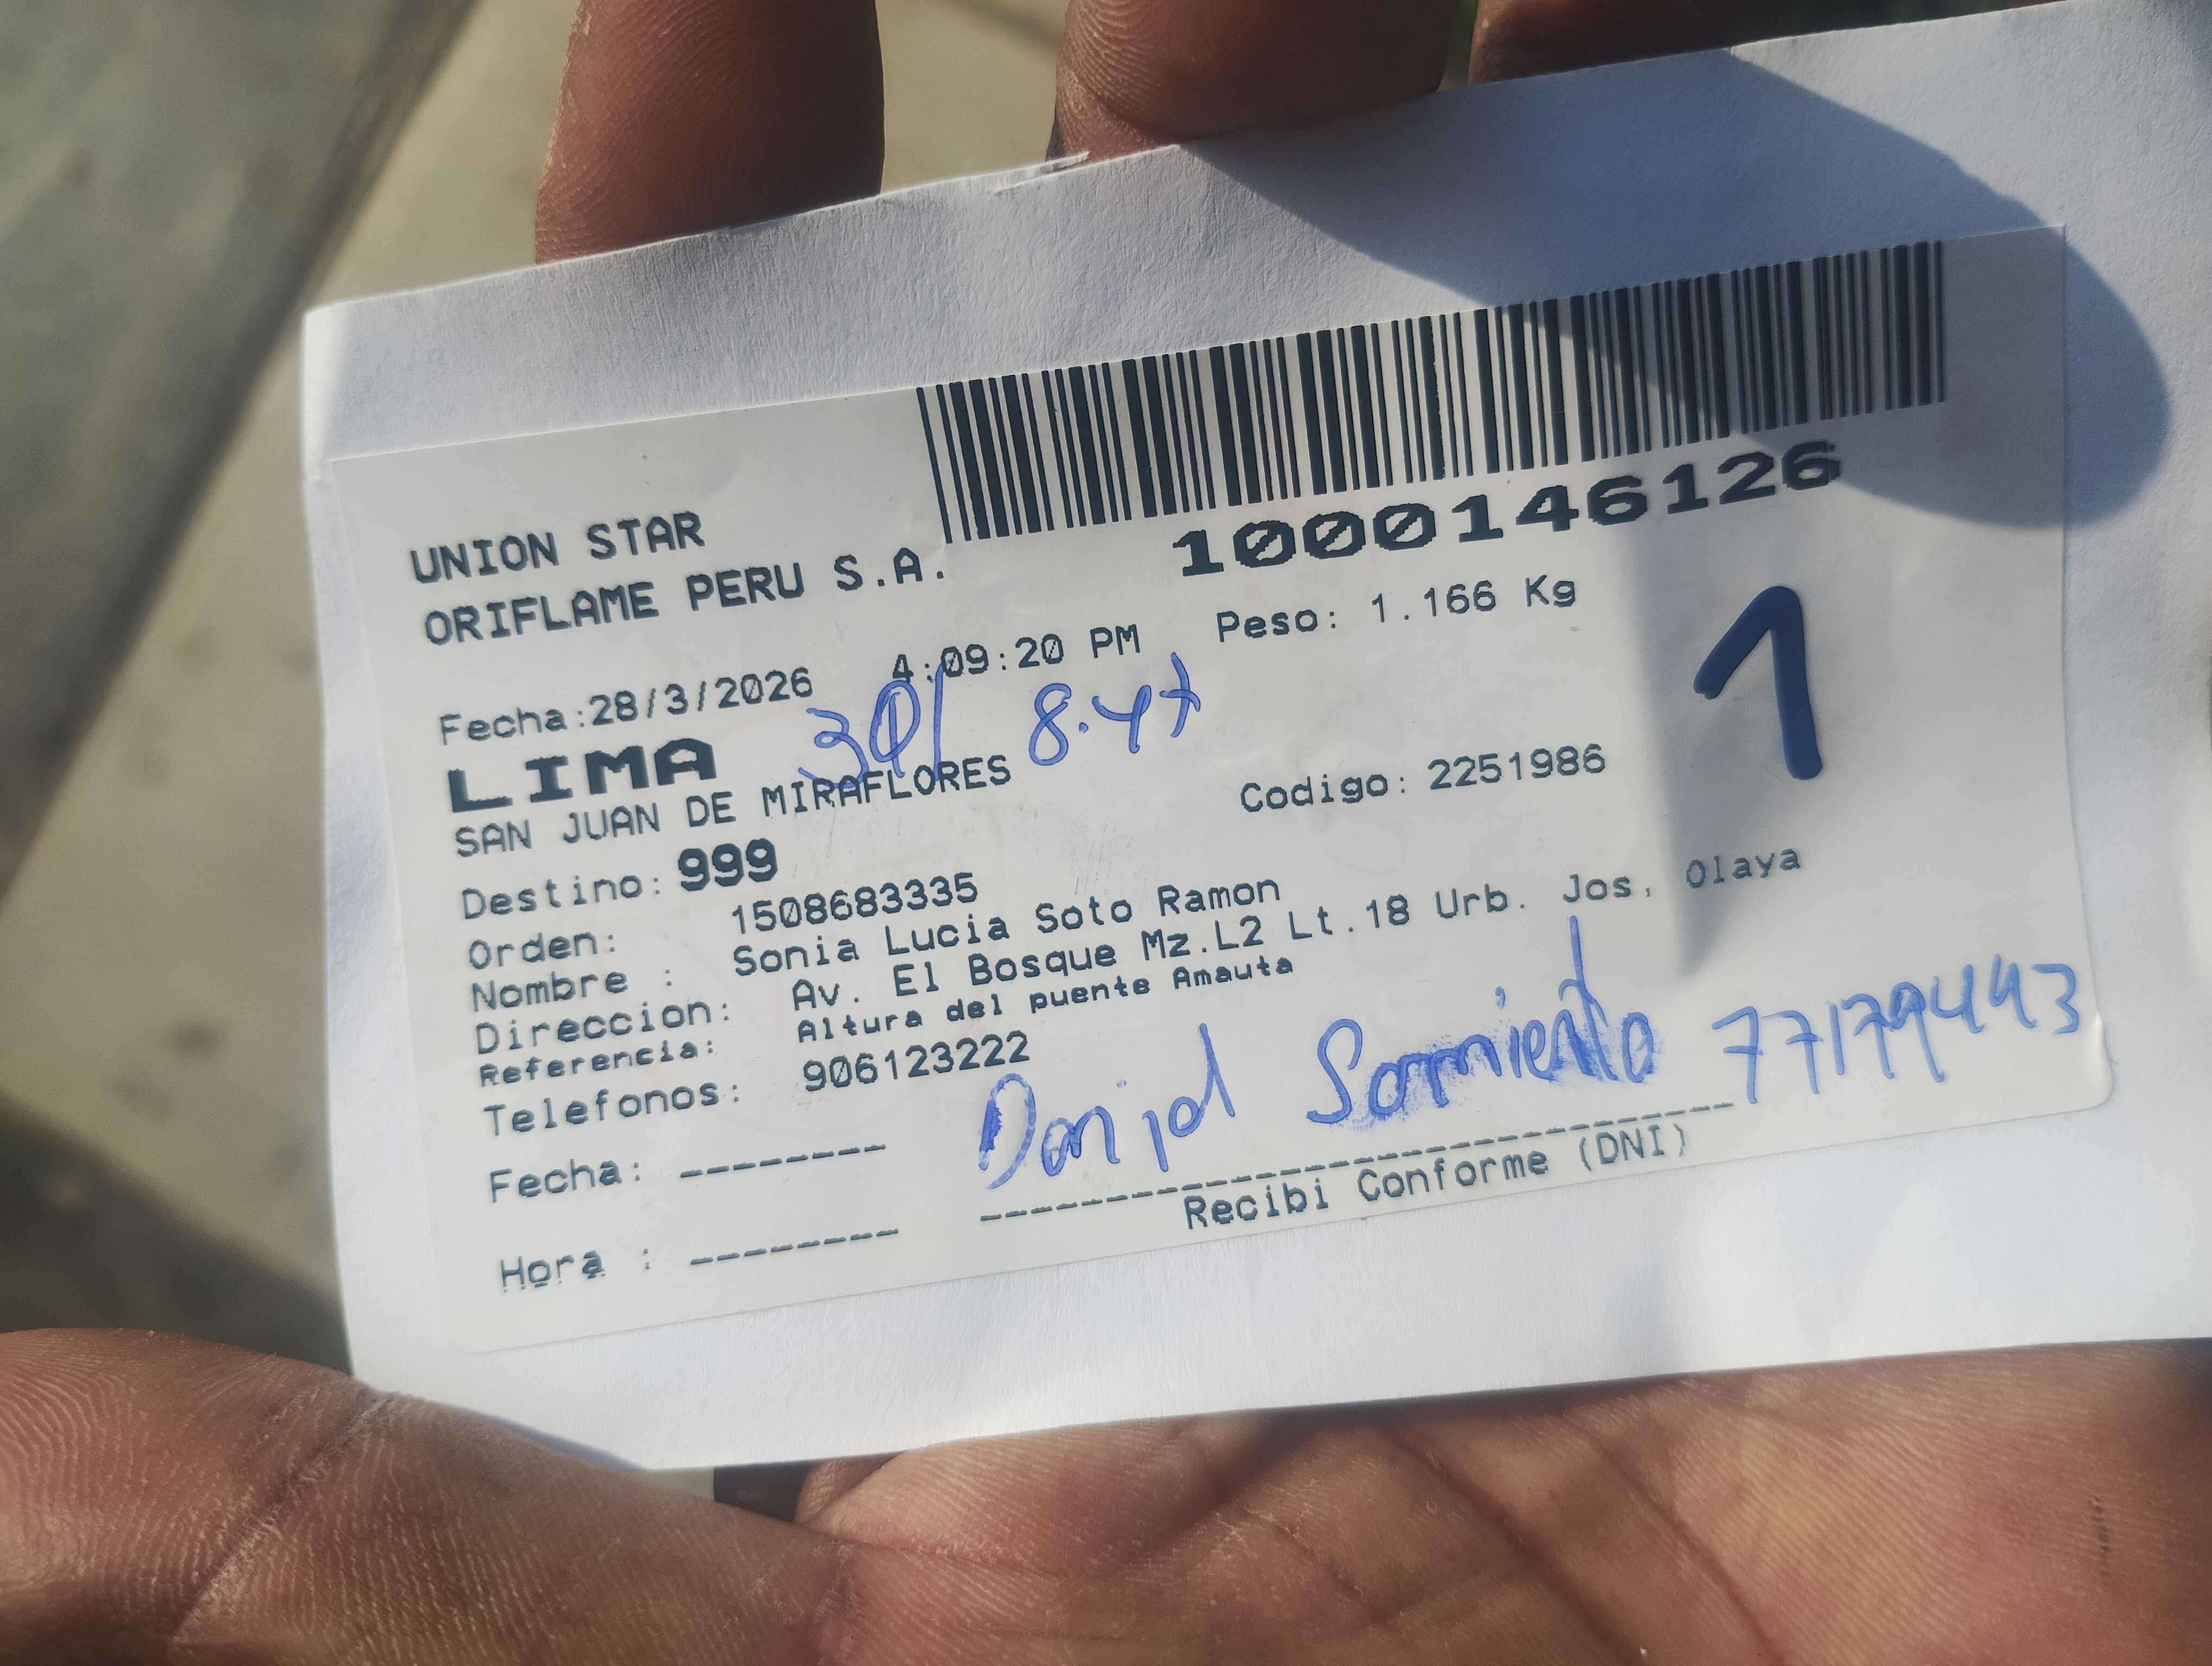 1000146126
UNION STAR
ORIFLAME PERU S.A.
Fecha:28/3/2026 4:09:20 PM Peso: 1.166 Kg
1
30/ 8.47
LIMA
SAN JUAN DE MIRAFLORES Codigo: 2251986
Destino: 999
Orden: 1508683335
Nombre : Sonia Lucia Soto Ramon
Direccion: Av. El Bosque Mz.L2 Lt.18 Urb. Jos. Olaya
Referencia: Altura del puente Amauta
Telefonos: 906123222
Daniel Sarmiento
Fecha: --------
Recibi Conforme (DNI)
Hora : --------